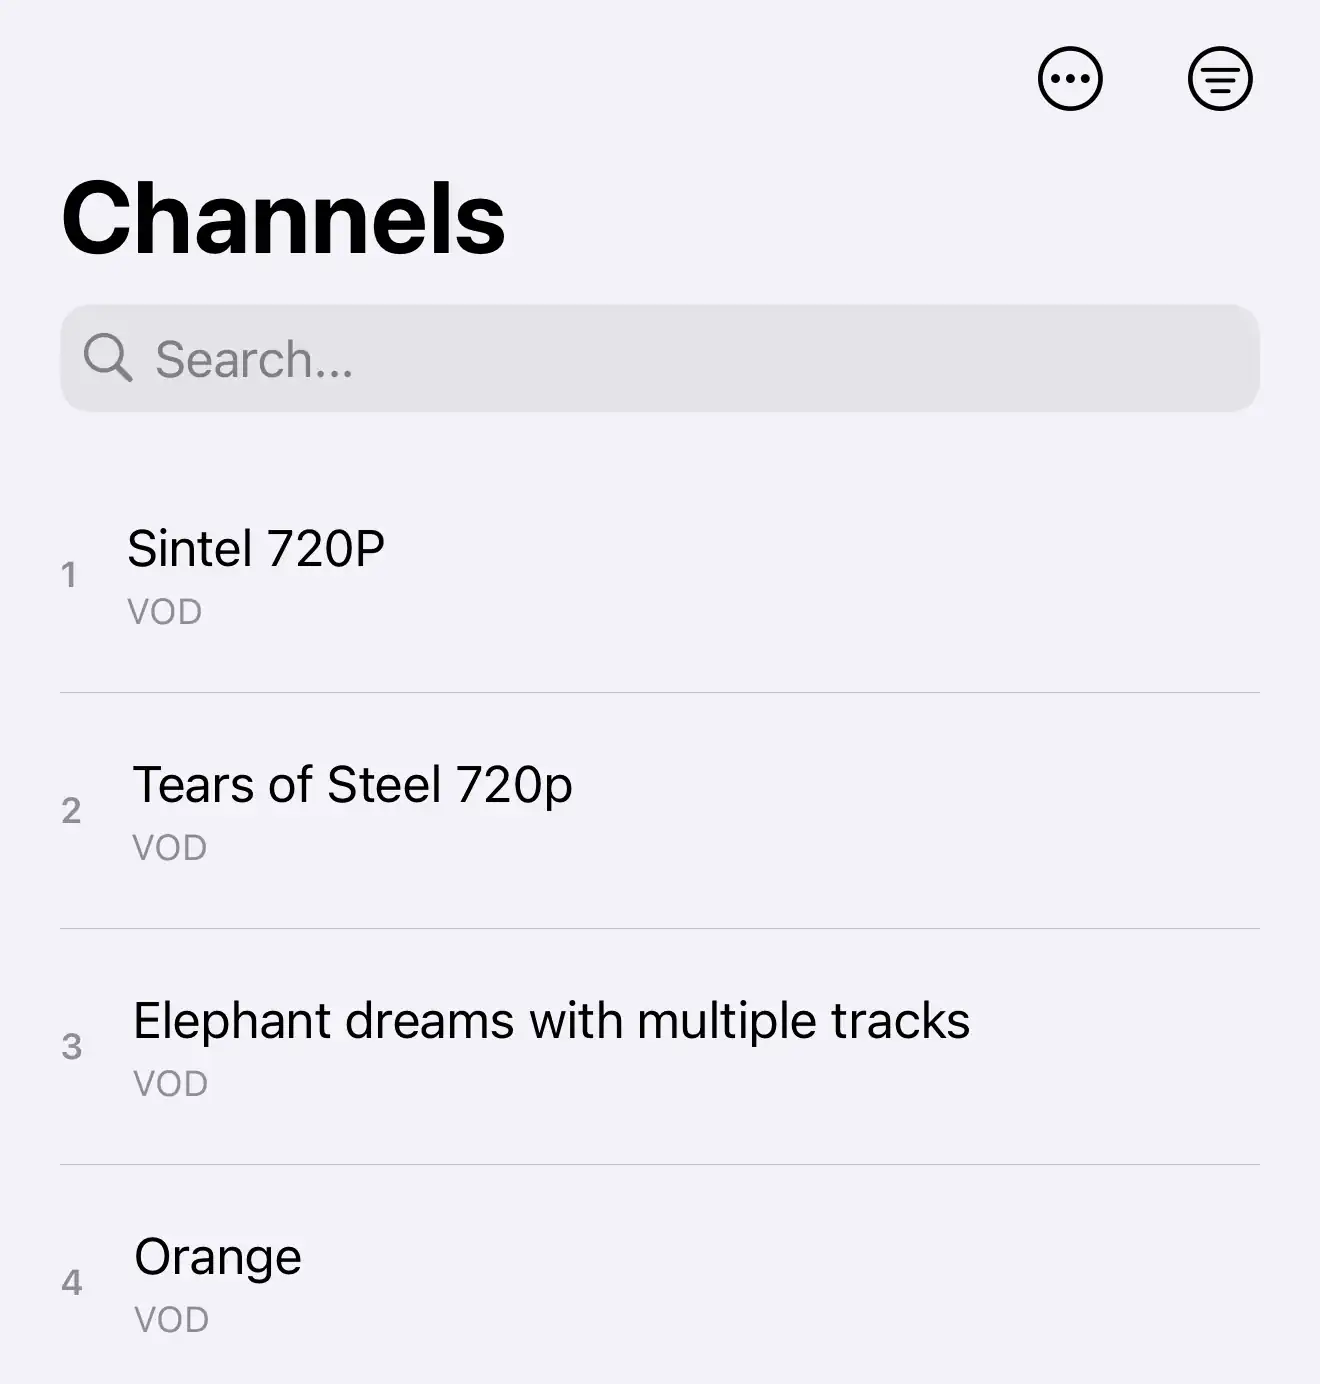 Channels
Search...
1
Sintel 720P
VOD
2
Tears of Steel 720p
VOD
3
Elephant dreams with multiple tracks
VOD
4
Orange
VOD